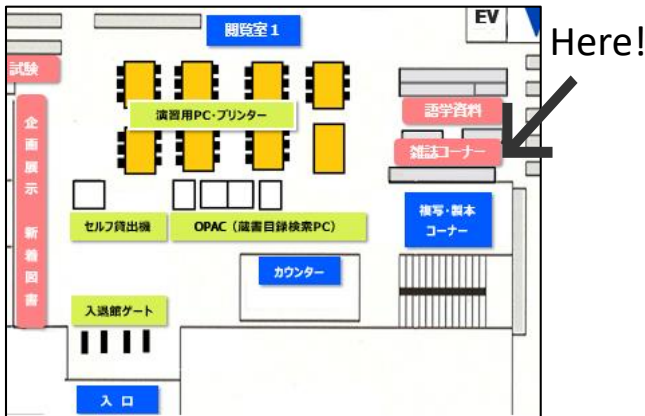 閲覧室1
EV
Here!
試験
語学資料
演習用PC・プリンター
雑誌コーナー
企画展示 新着図書
セルフ貸出機
OPAC(蔵書目録検索PC)
複写・製本
コーナー
カウンター
入退館ゲート
入口